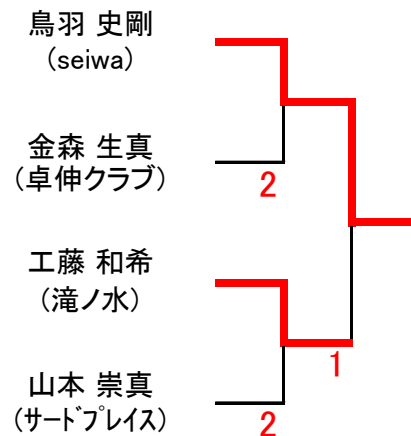 鳥羽 史剛
(seiwa)
金森 生真
(卓伸クラブ)
2
工藤 和希
(滝ノ水)
1
山本 崇真
(サードプレイス)
2